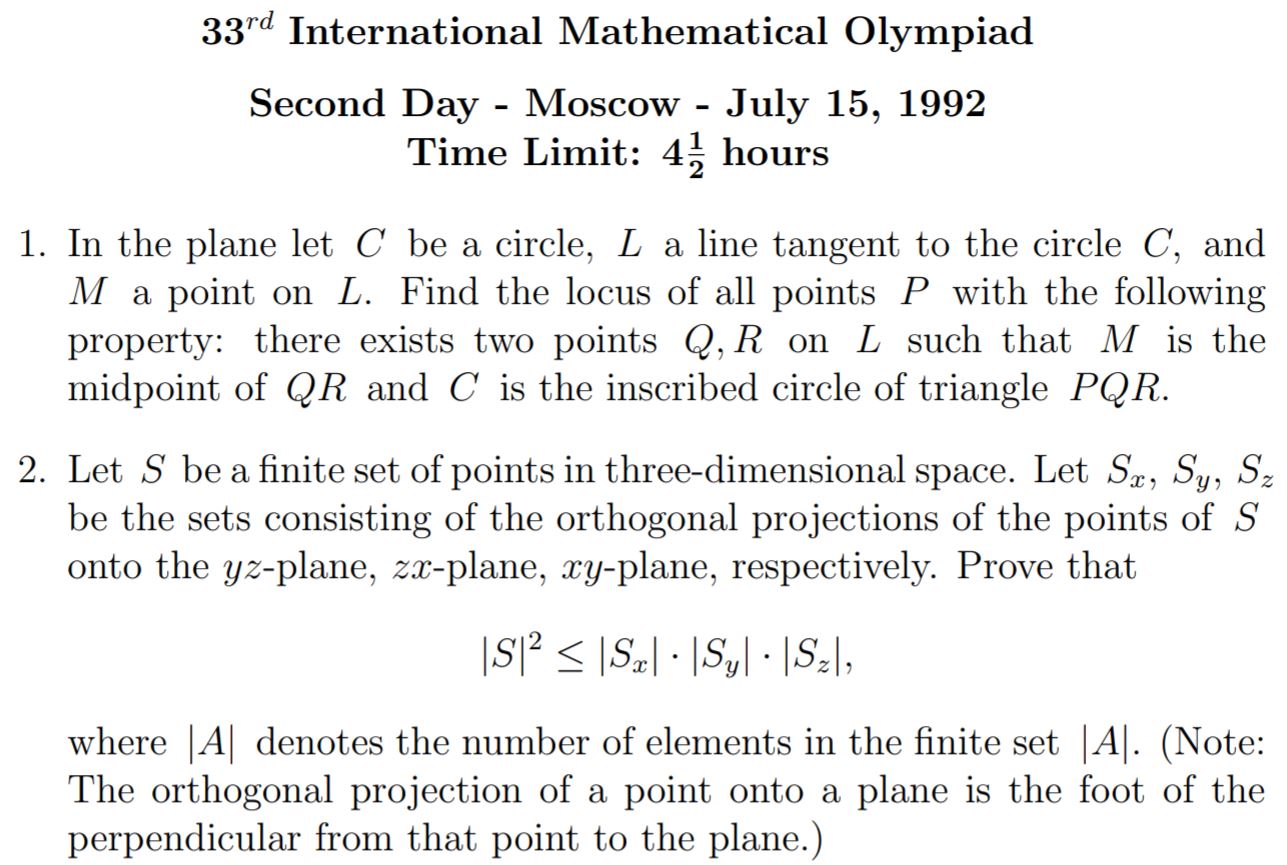 33^{rd} International Mathematical Olympiad
Second Day - Moscow - July 15, 1992
Time Limit: 4\frac{1}{2} hours
1. In the plane let C be a circle, L a line tangent to the circle C, and
M a point on L. Find the locus of all points P with the following
property: there exists two points Q, R on L such that M is the
midpoint of QR and C is the inscribed circle of triangle PQR.
2. Let S be a finite set of points in three-dimensional space. Let S_x, S_y, S_z
be the sets consisting of the orthogonal projections of the points of S
onto the yz-plane, zx-plane, xy-plane, respectively. Prove that
|S|^2 ≤ |S_x| · |S_y| · |S_z|,
where |A| denotes the number of elements in the finite set |A|. (Note:
The orthogonal projection of a point onto a plane is the foot of the
perpendicular from that point to the plane.)